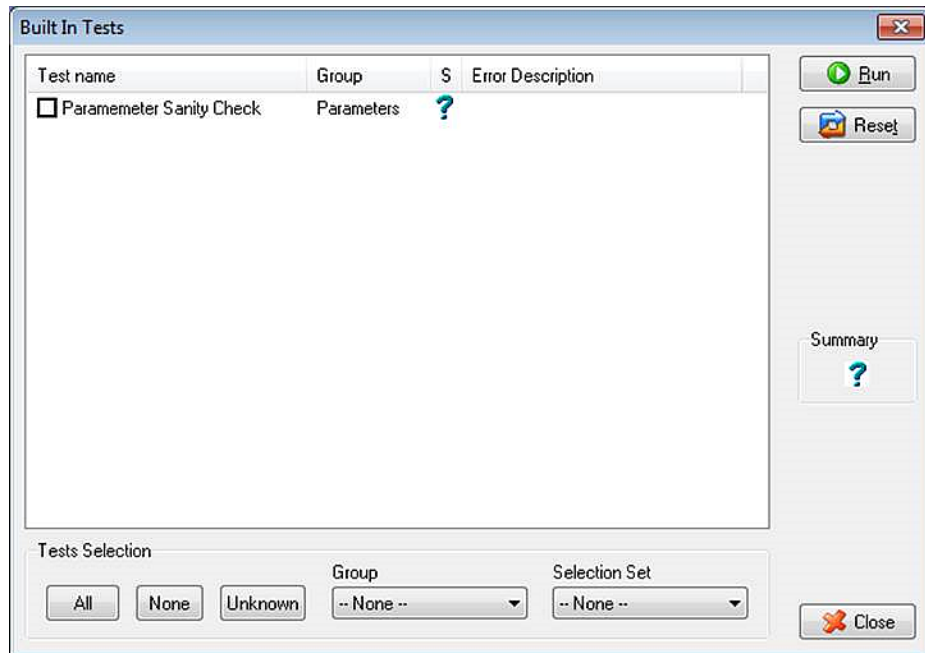 Built In Tests
Test name Group S Error Description
Paramemeter Sanity Check Parameters ?
Run
Reset
Summary
?
Tests Selection
Group Selection Set
All None Unknown -- None -- -- None --
Close